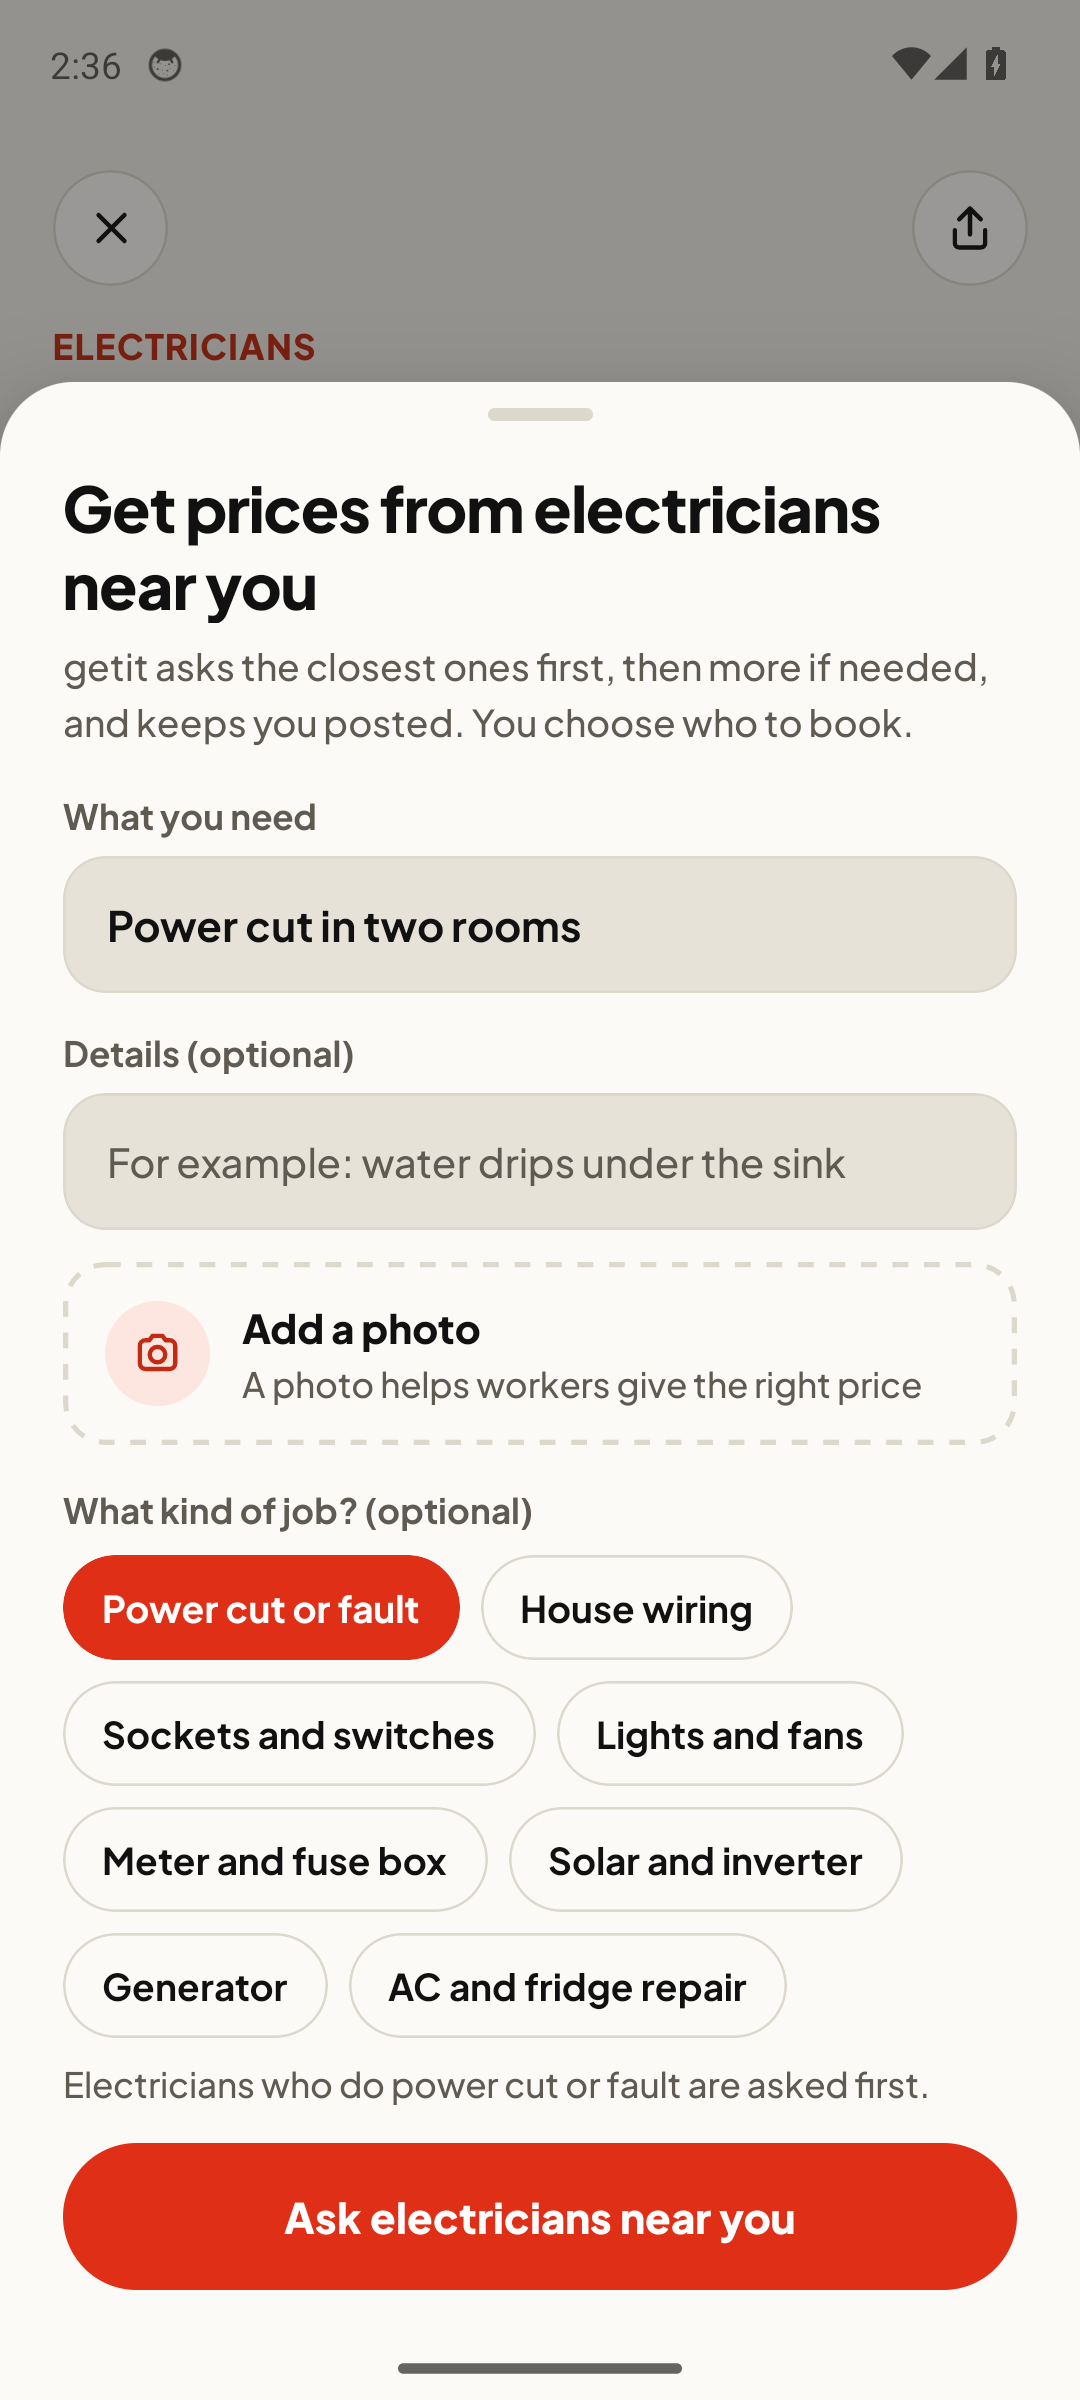 2:36
ELECTRICIANS
Get prices from electricians
near you
getit asks the closest ones first, then more if needed,
and keeps you posted. You choose who to book.
What you need
Power cut in two rooms
Details (optional)
For example: water drips under the sink
Add a photo
A photo helps workers give the right price
What kind of job? (optional)
Power cut or fault
House wiring
Sockets and switches
Lights and fans
Meter and fuse box
Solar and inverter
Generator
AC and fridge repair
Electricians who do power cut or fault are asked first.
Ask electricians near you